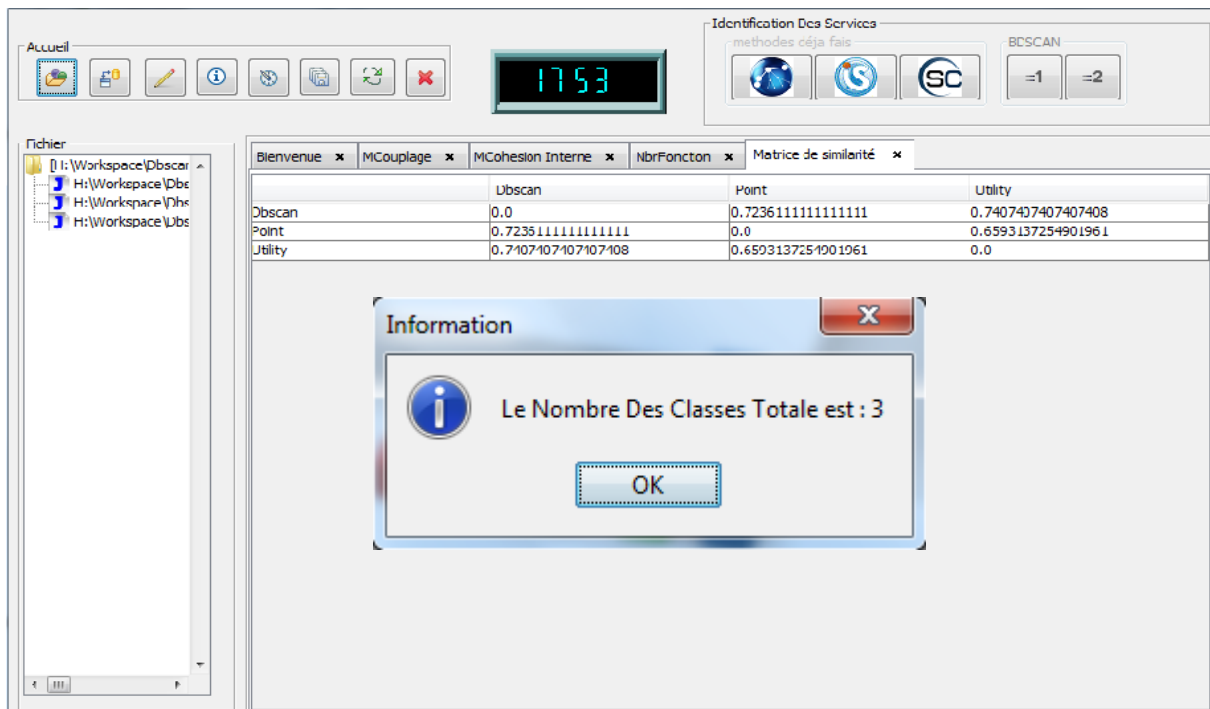 Identification Des Services
Accueil
methodes céja fais
BDSCAN
1753
SC
=1
=2
Fichier
[H:\Workspace\Dbscar
H:\Workspace\Dbs
H:\Workspace\Dbs
H:\Workspace\Dbs
Bienvenue x MCouplage x MCohesion Interne x NbrFoncton x Matrice de similarité x
Dbscan Point Utility
Dbscan 0.0 0.7236111111111111 0.7407407407407408
Point 0.7236111111111111 0.0 0.6593137254901961
Utility 0.7407407407407408 0.6593137254901961 0.0
Information
Le Nombre Des Classes Totale est : 3
OK